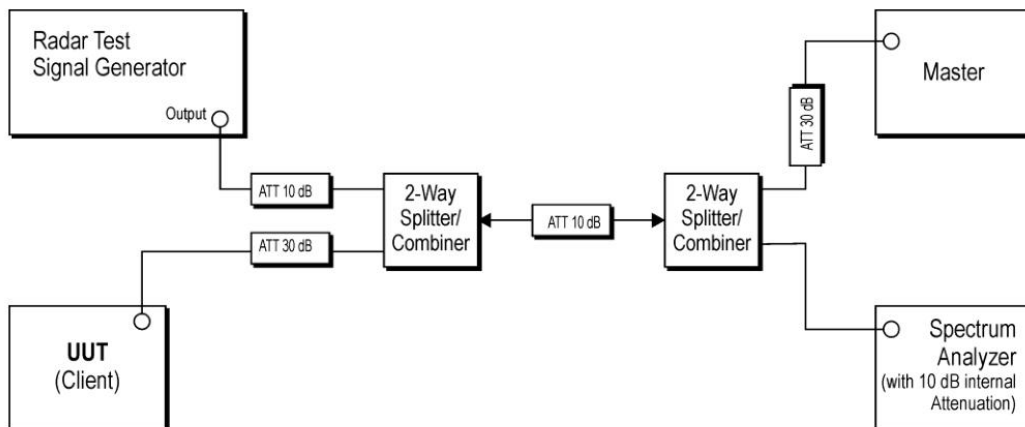 Radar Test
Signal Generator
Output
ATT 10 dB
ATT 30 dB
UUT
(Client)
2-Way
Splitter/
Combiner
ATT 10 dB
2-Way
Splitter/
Combiner
ATT 30 dB
Master
Spectrum
Analyzer
(with 10 dB internal
Attenuation)